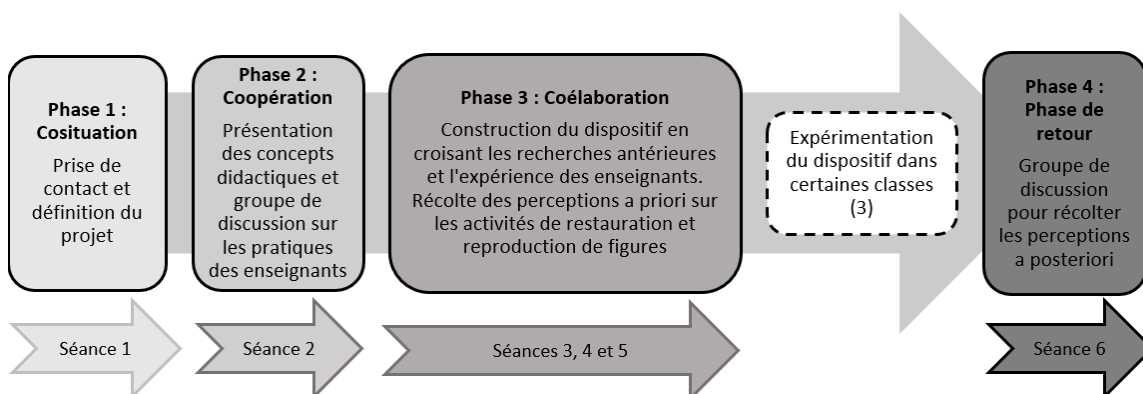 Phase 1 :
Cosituation
Prise de
contact et
définition du
projet
Phase 2 :
Coopération
Présentation
des concepts
didactiques et
groupe de
discussion sur
les pratiques
des enseignants
Phase 3 : Coélaboration
Construction du dispositif en
croisant les recherches antérieures
et l'expérience des enseignants.
Récolte des perceptions a priori sur
les activités de restauration et
reproduction de figures
Expérimentation
du dispositif dans
certaines classes
(3)
Phase 4 :
Phase de
retour
Groupe de
discussion
pour récolter
les perceptions
a posteriori
Séance 1
Séance 2
Séances 3, 4 et 5
Séance 6